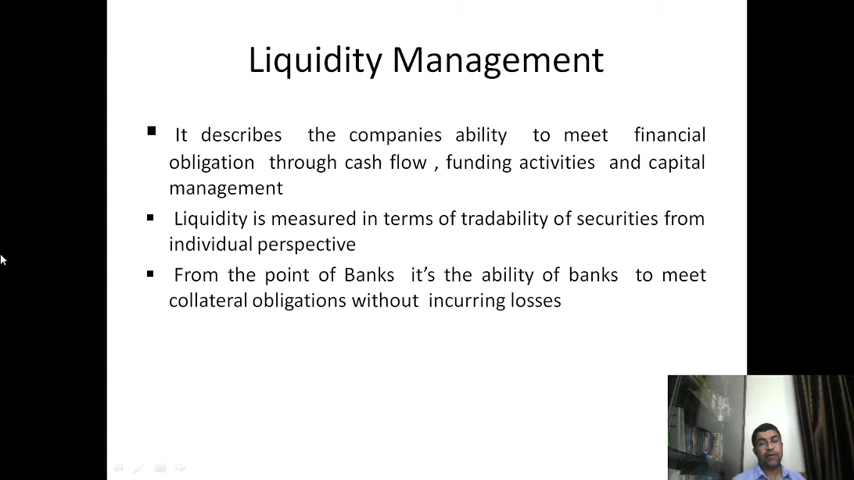 Liquidity Management
▪ It describes the companies ability to meet financial
obligation through cash flow , funding activities and capital
management
▪ Liquidity is measured in terms of tradability of securities from
individual perspective
▪ From the point of Banks it’s the ability of banks to meet
collateral obligations without incurring losses